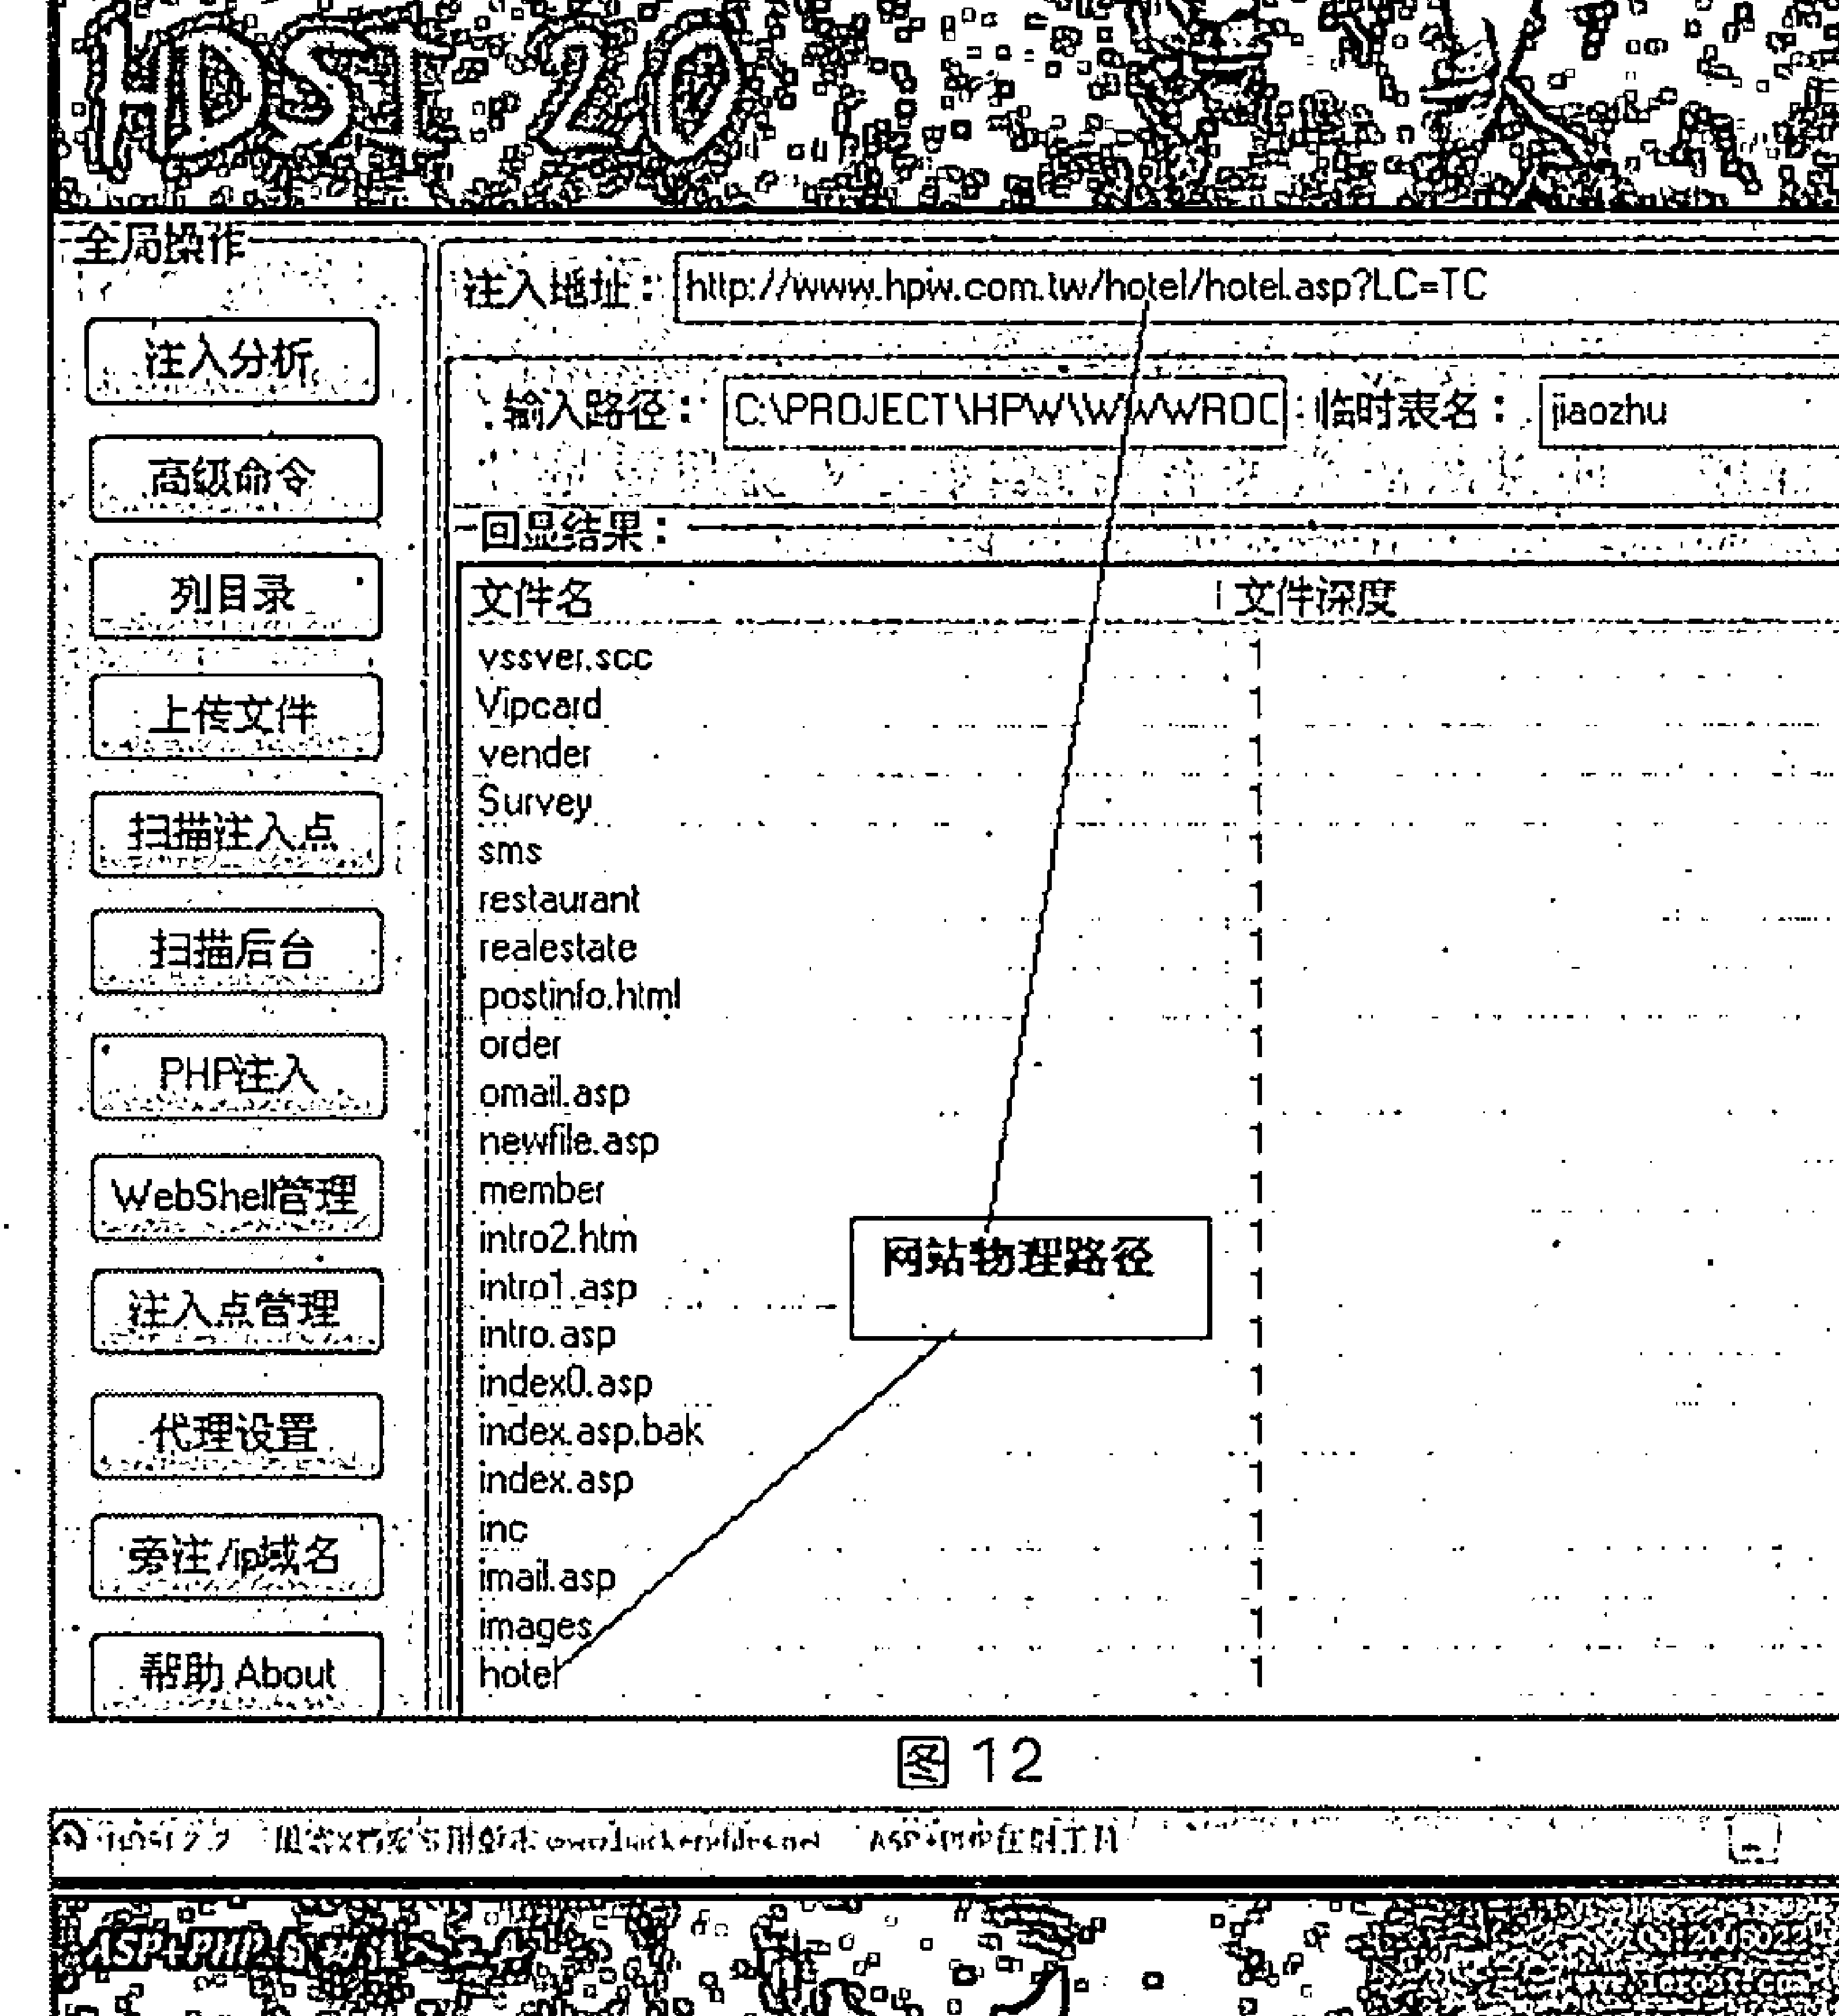 HDSI 20
全局操作
注入地址： http://www.hpw.com.tw/hotel/hotel.asp?LC=TC
注入分析
输入路径： C:\PROJECT\HPW\WWWROO 临时表名： jiaozhu
高级命令
回显结果：
列目录
文件名 文件深度
vssver.scc 1
上传文件
Vipcard 1
vender 1
扫描注入点
Survey 1
sms 1
restaurant 1
扫描后台
realestate 1
postinfo.html 1
order 1
PHP注入
omail.asp 1
newfile.asp 1
WebShell管理
member 1
intro2.htm 1
网站物理路径
注入点管理
intro1.asp 1
intro.asp 1
index0.asp 1
代理设置
index.asp.bak 1
index.asp 1
inc 1
旁注/ip域名
imail.asp 1
images 1
帮助 About
hotel 1
图 12
ASP+PHP